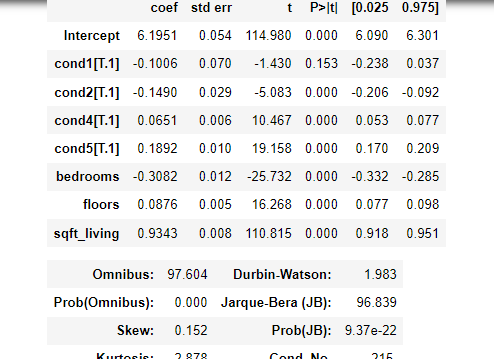 coef std err t P>|t| [0.025 0.975]
Intercept 6.1951 0.054 114.980 0.000 6.090 6.301
cond1[T.1] -0.1006 0.070 -1.430 0.153 -0.238 0.037
cond2[T.1] -0.1490 0.029 -5.083 0.000 -0.206 -0.092
cond4[T.1] 0.0651 0.006 10.467 0.000 0.053 0.077
cond5[T.1] 0.1892 0.010 19.158 0.000 0.170 0.209
bedrooms -0.3082 0.012 -25.732 0.000 -0.332 -0.285
floors 0.0876 0.005 16.268 0.000 0.077 0.098
sqft_living 0.9343 0.008 110.815 0.000 0.918 0.951
Omnibus: 97.604 Durbin-Watson: 1.983
Prob(Omnibus): 0.000 Jarque-Bera (JB): 96.839
Skew: 0.152 Prob(JB): 9.37e-22
Kurtosis: 2.878 Cond. No. 215.